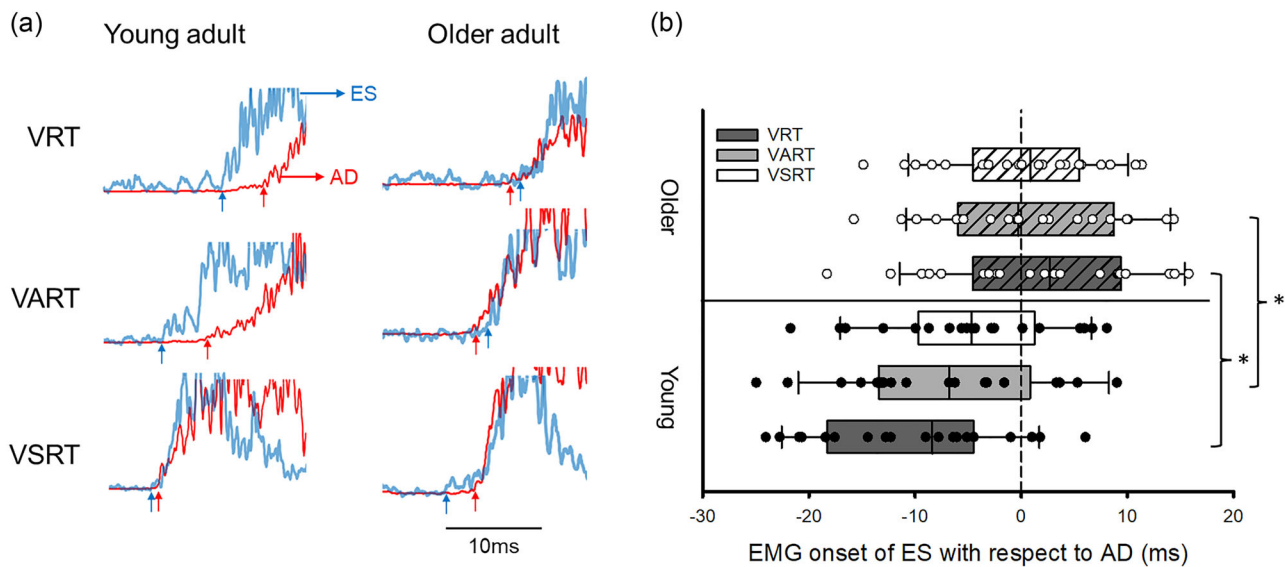 (a)
Young adult
Older adult
VRT
ES
AD
VART
VSRT
10ms
(b)
VRT
VART
VSRT
Older
Young
*
*
-30
-20
-10
0
10
20
EMG onset of ES with respect to AD (ms)